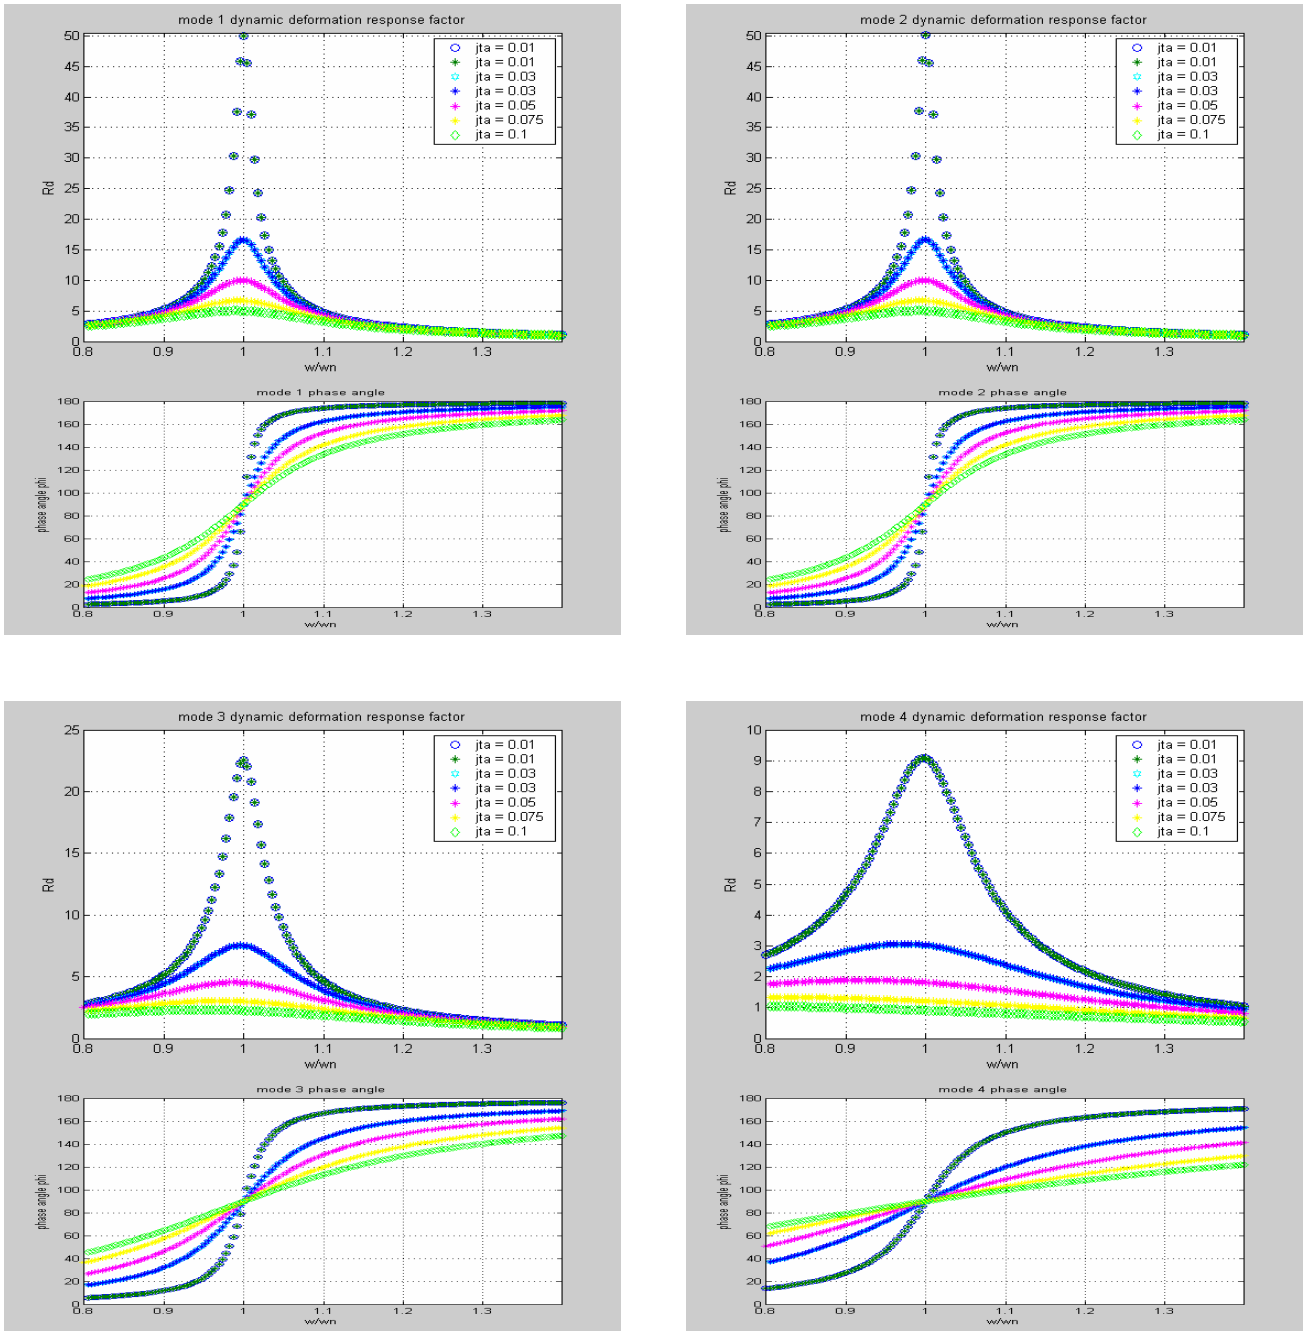 mode 1 dynamic deformation response factor
50
45
40
35
30
25
20
15
10
5
0
Rd
jta = 0.01
jta = 0.01
jta = 0.03
jta = 0.03
jta = 0.05
jta = 0.075
jta = 0.1
0.8 0.9 1 1.1 1.2 1.3
w/wn
mode 1 phase angle
180
160
140
120
100
80
60
40
20
0
phase angle phi
0.8 0.9 1 1.1 1.2 1.3
w/wn
mode 2 dynamic deformation response factor
50
45
40
35
30
25
20
15
10
5
0
Rd
jta = 0.01
jta = 0.01
jta = 0.03
jta = 0.03
jta = 0.05
jta = 0.075
jta = 0.1
0.8 0.9 1 1.1 1.2 1.3
w/wn
mode 2 phase angle
180
160
140
120
100
80
60
40
20
0
phase angle phi
0.8 0.9 1 1.1 1.2 1.3
w/wn
mode 3 dynamic deformation response factor
25
20
15
10
5
0
Rd
jta = 0.01
jta = 0.01
jta = 0.03
jta = 0.03
jta = 0.05
jta = 0.075
jta = 0.1
0.8 0.9 1 1.1 1.2 1.3
w/wn
mode 3 phase angle
180
160
140
120
100
80
60
40
20
0
phase angle phi
0.8 0.9 1 1.1 1.2 1.3
w/wn
mode 4 dynamic deformation response factor
10
9
8
7
6
5
4
3
2
1
0
Rd
jta = 0.01
jta = 0.01
jta = 0.03
jta = 0.03
jta = 0.05
jta = 0.075
jta = 0.1
0.8 0.9 1 1.1 1.2 1.3
w/wn
mode 4 phase angle
180
160
140
120
100
80
60
40
20
0
phase angle phi
0.8 0.9 1 1.1 1.2 1.3
w/wn